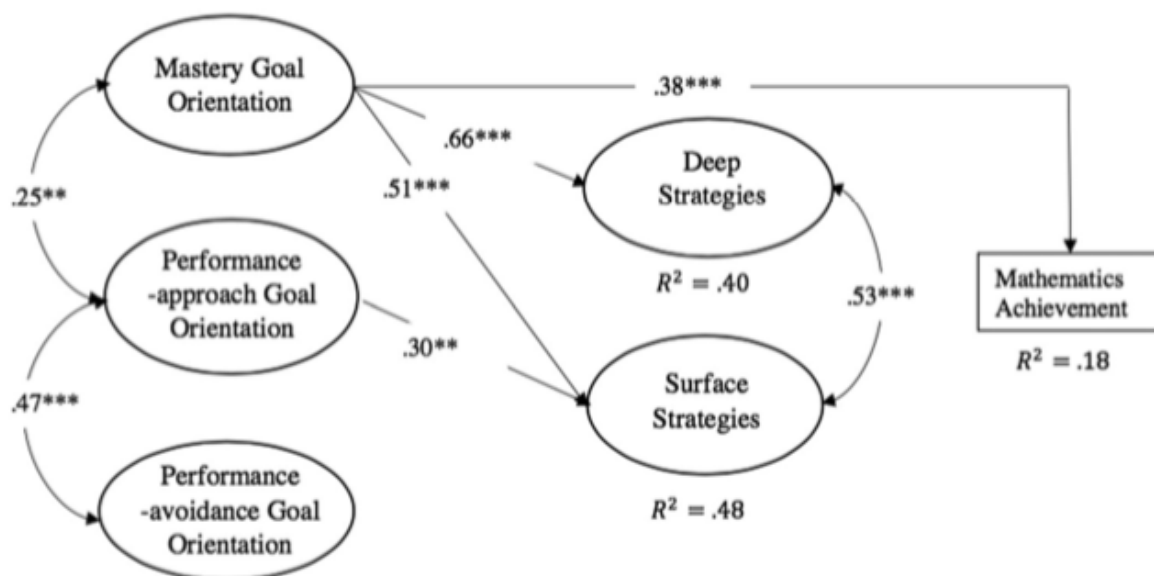 Mastery Goal
Orientation
.38***
.66***
Deep
Strategies
.51***
.25**
R² = .40
Performance
-approach Goal
Orientation
.53***
Mathematics
Achievement
R² = .18
.30**
Surface
Strategies
.47***
R² = .48
Performance
-avoidance Goal
Orientation